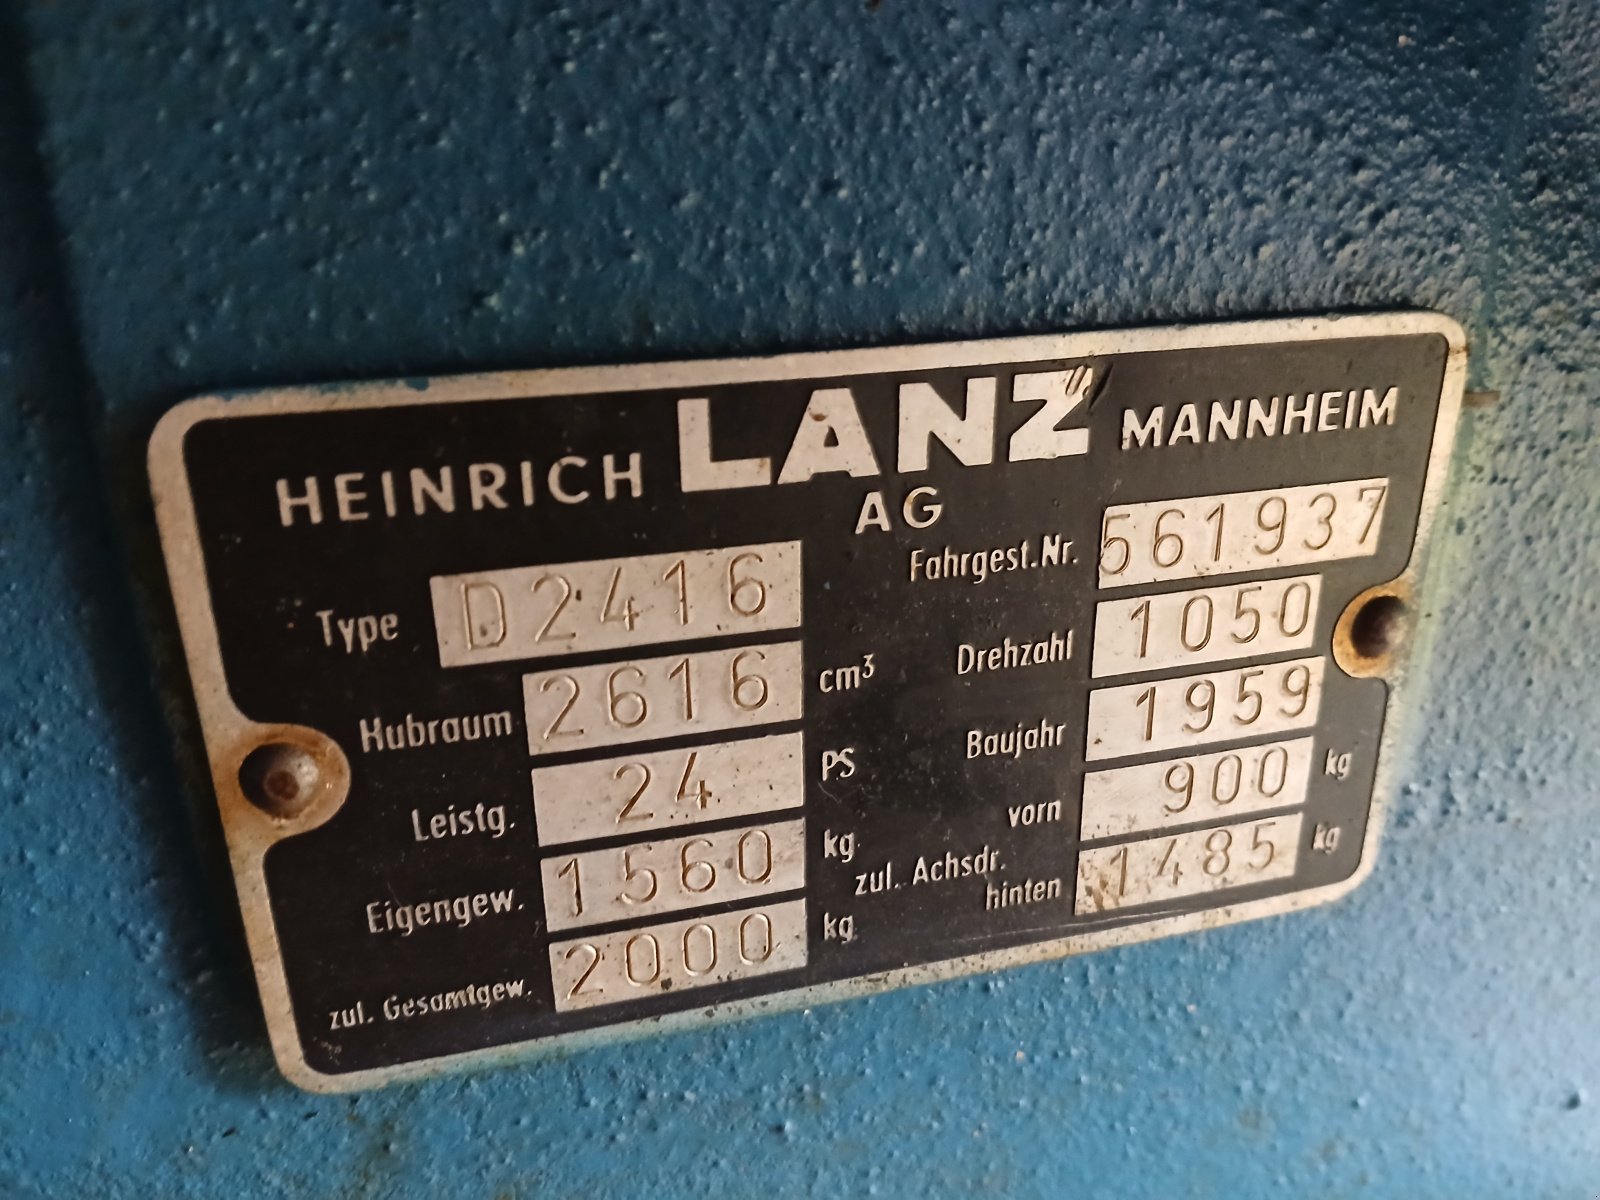 HEINRICH LANZ MANNHEIM
AG
Type D2416
Hubraum 2616 cm³
Leistg. 24 PS
Eigengew. 1560 kg
zul. Gesamtgew. 2000 kg
Fahrgest.Nr. 561937
Drehzahl 1050
Baujahr 1959
vorn 900 kg
zul. Achsdr.
hinten 1485 kg